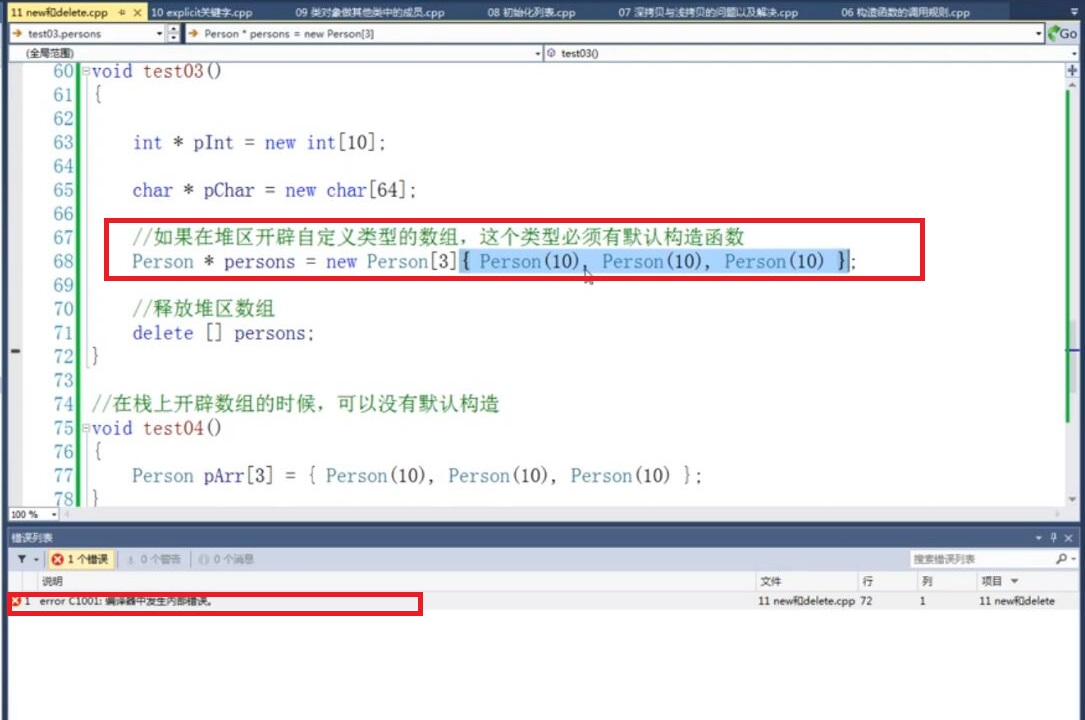 11 new和delete.cpp 10 explicit关键字.cpp 09 类对象做其他类中的成员.cpp 08 初始化列表.cpp 07 深拷贝与浅拷贝的问题以及解决.cpp 06 构造函数的调用规则.cpp
test03.persons Person * persons = new Person[3] Go
(全局范围) test03()
60 void test03()
61 {
62
63 int * pInt = new int[10];
64
65 char * pChar = new char[64];
66
67 //如果在堆区开辟自定义类型的数组，这个类型必须有默认构造函数
68 Person * persons = new Person[3]{ Person(10), Person(10), Person(10) };
69
70 //释放堆区数组
71 delete [] persons;
72 }
73
74 //在栈上开辟数组的时候，可以没有默认构造
75 void test04()
76 {
77 Person pArr[3] = { Person(10), Person(10), Person(10) };
78 }
100 %
错误列表
1 个错误 0 个警告 0 个消息 搜索错误列表
说明 文件 行 列 项目
1 error C1001: 编译器中发生内部错误。 11 new和delete.cpp 72 1 11 new和delete